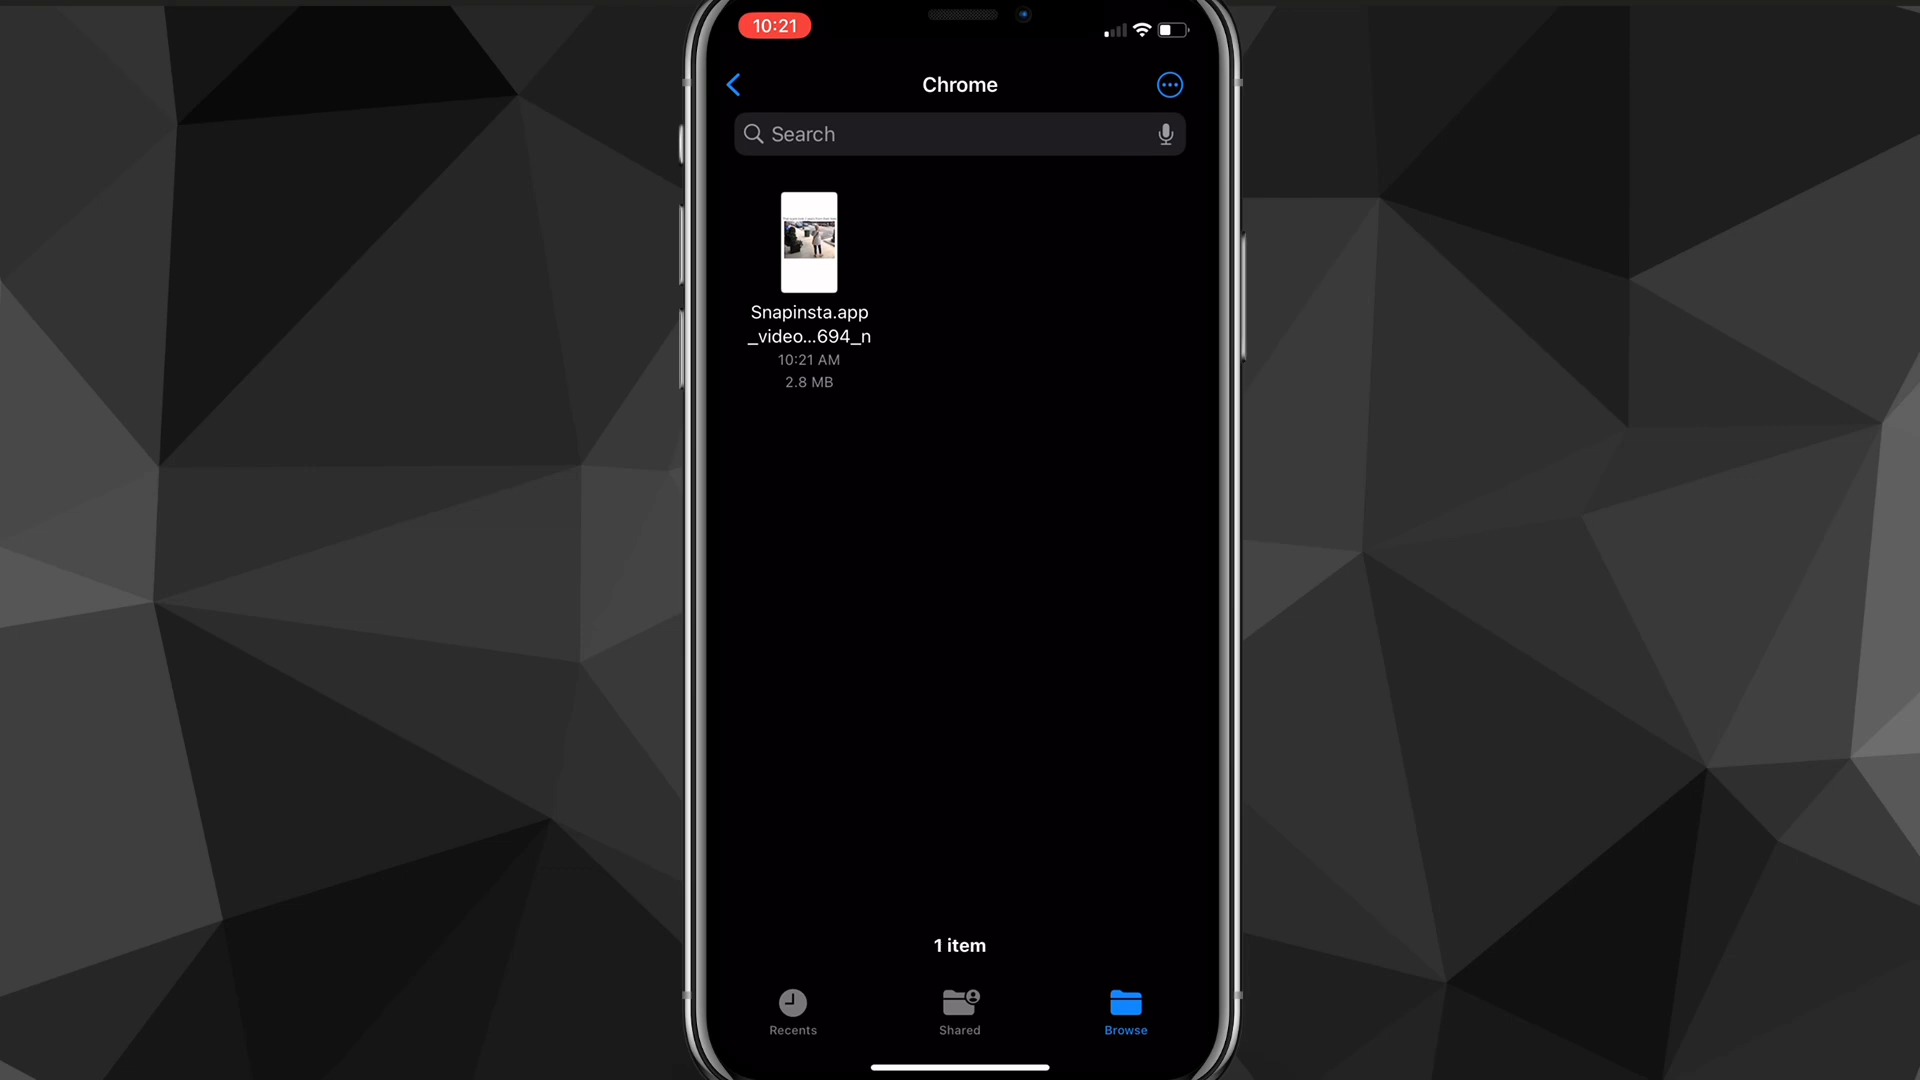 10:21
Chrome
Search
Snapinsta.app
_video...694_n
10:21 AM
2.8 MB
1 item
Recents
Shared
Browse